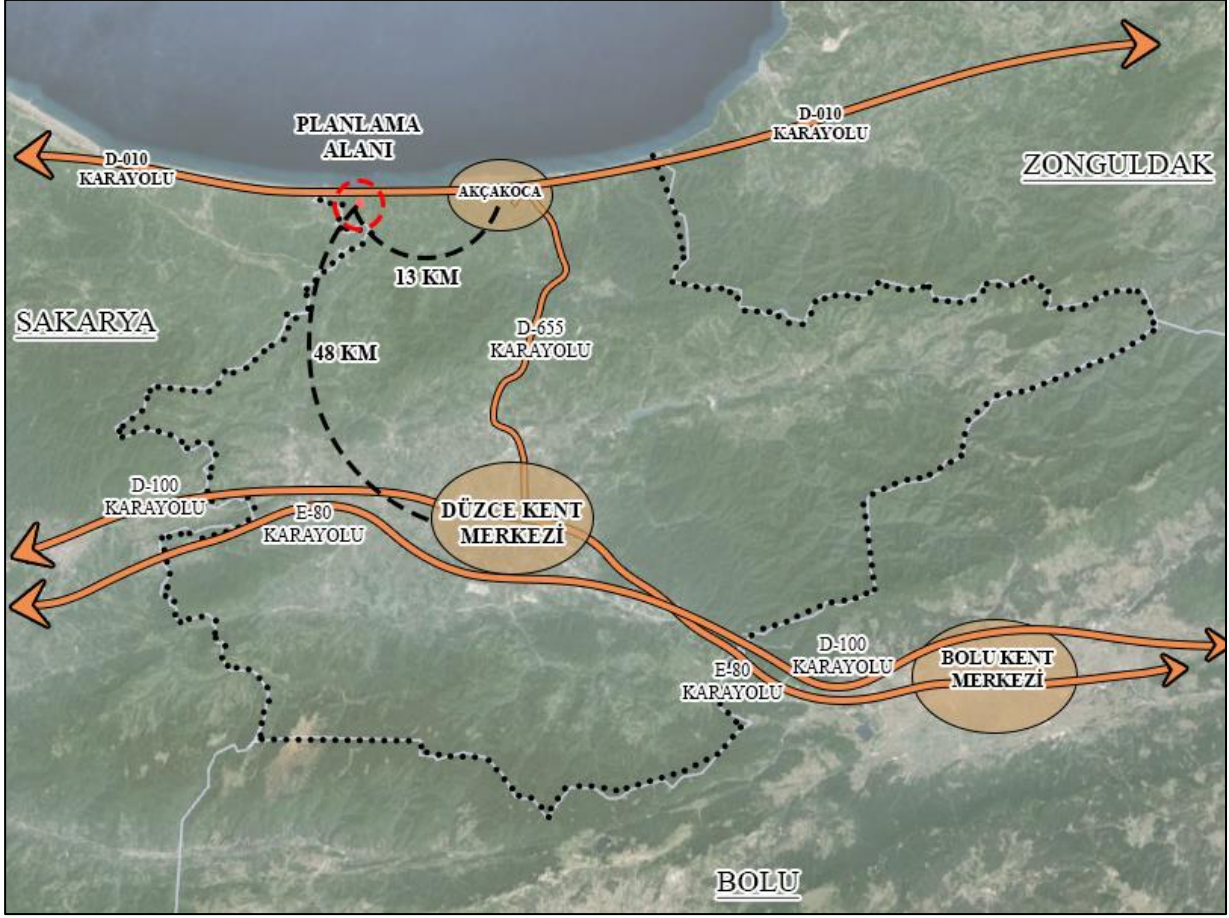 D-010
KARAYOLU
PLANLAMA
ALANI
D-010
KARAYOLU
ZONGULDAK
AKÇAKOCA
13 KM
SAKARYA
48 KM
D-655
KARAYOLU
D-100
KARAYOLU
E-80
KARAYOLU
DÜZCE KENT
MERKEZİ
D-100
KARAYOLU
E-80
KARAYOLU
BOLU KENT
MERKEZİ
BOLU